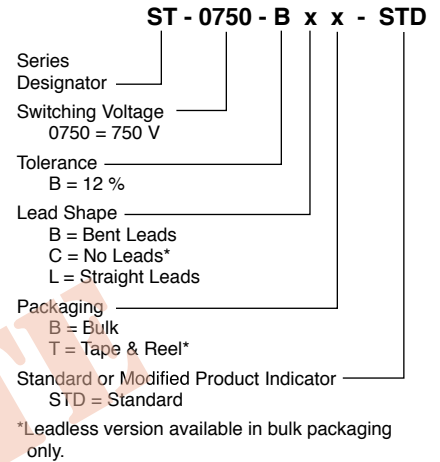 ST - 0750 - B x x - STD
Series
Designator
Switching Voltage
0750 = 750 V
Tolerance
B = 12 %
Lead Shape
B = Bent Leads
C = No Leads*
L = Straight Leads
Packaging
B = Bulk
T = Tape & Reel*
Standard or Modified Product Indicator
STD = Standard
*Leadless version available in bulk packaging
only.